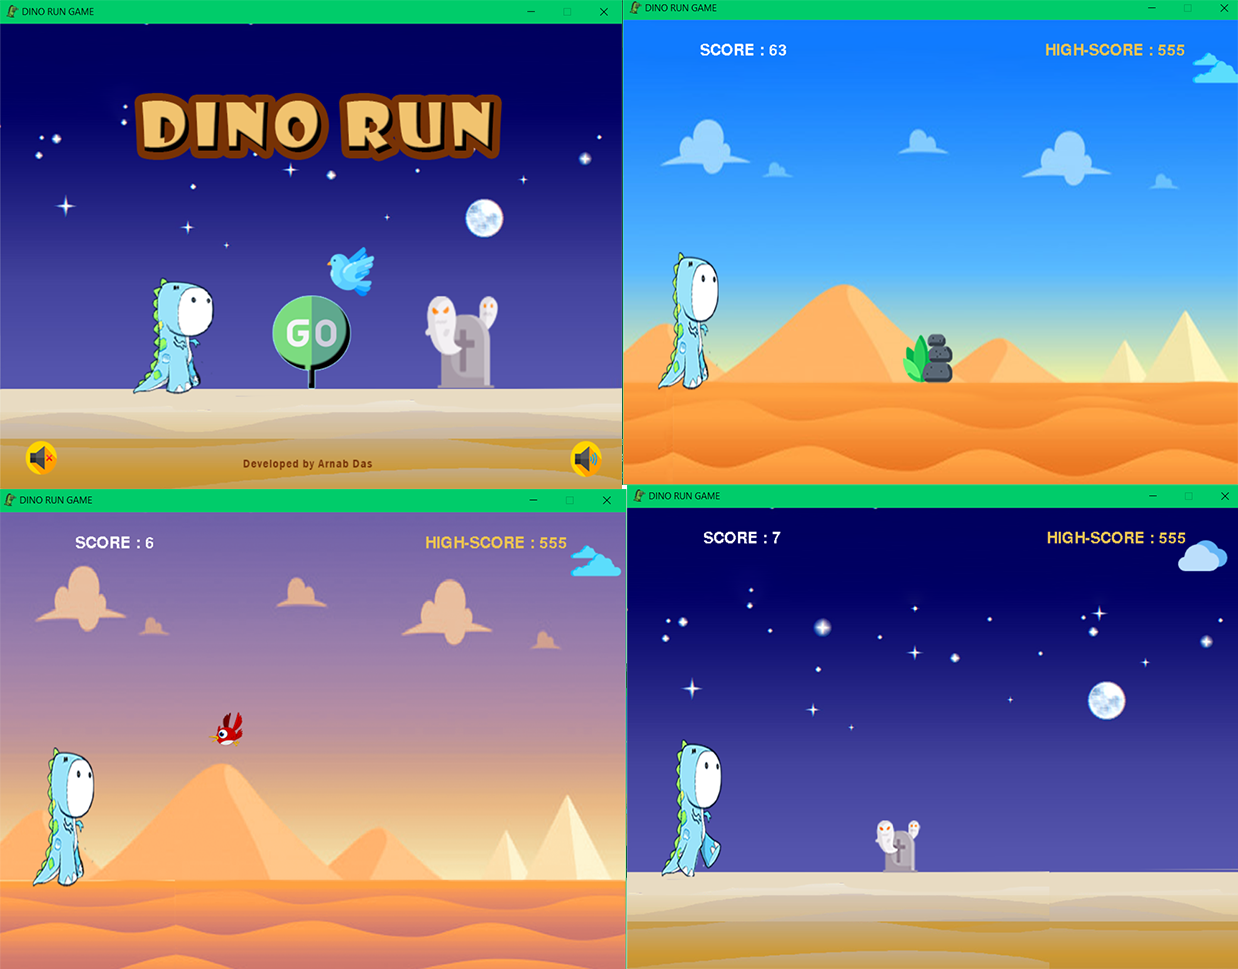 DINO RUN GAME
DINO RUN
GO
Developed by Arnab Das
DINO RUN GAME
SCORE : 63
HIGH-SCORE : 555
DINO RUN GAME
SCORE : 6
HIGH-SCORE : 555
DINO RUN GAME
SCORE : 7
HIGH-SCORE : 555